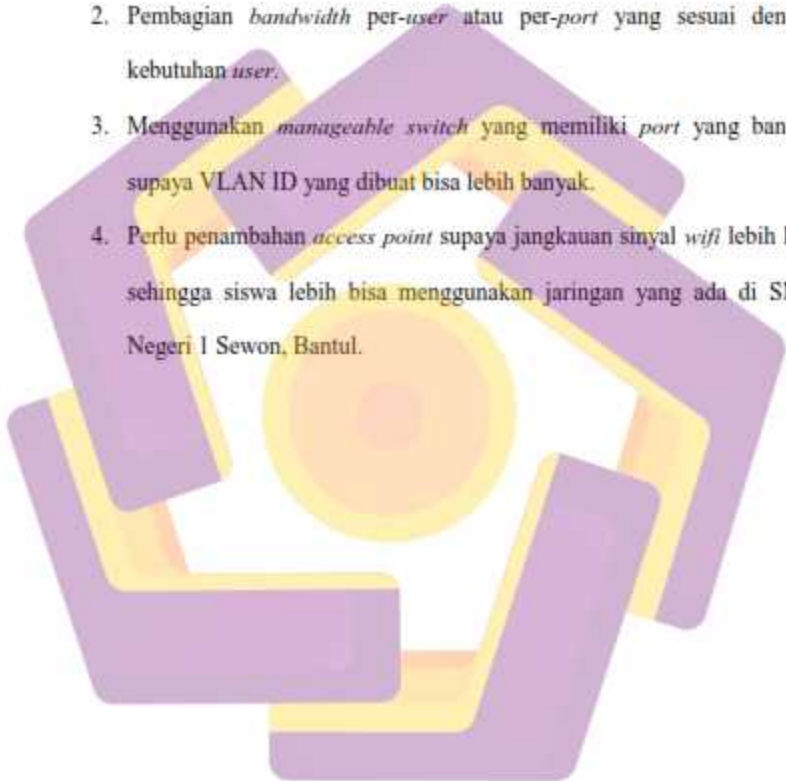 2. Pembagian bandwidth per-user atau per-port yang sesuai den
kebutuhan user.
3. Menggunakan manageable switch yang memiliki port yang ban
supaya VLAN ID yang dibuat bisa lebih banyak.
4. Perlu penambahan access point supaya jangkauan sinyal wifi lebih l
sehingga siswa lebih bisa menggunakan jaringan yang ada di S
Negeri 1 Sewon, Bantul.